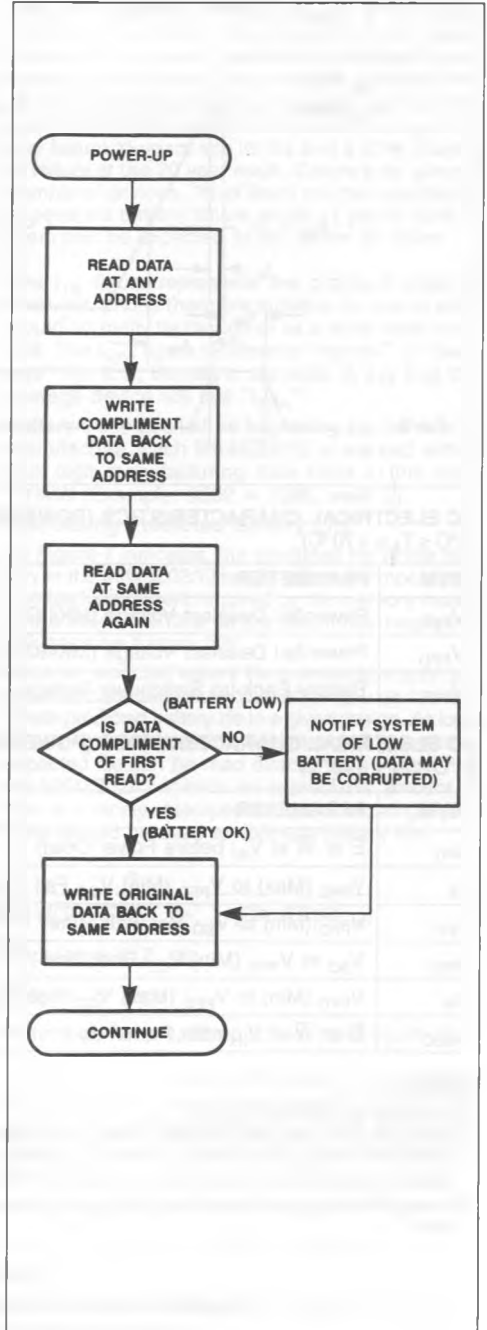 POWER-UP
READ DATA
AT ANY
ADDRESS
WRITE
COMPLIMENT
DATA BACK
TO SAME
ADDRESS
READ DATA
AT SAME
ADDRESS
AGAIN
IS DATA
COMPLIMENT
OF FIRST
READ?
(BATTERY LOW)
NO
NOTIFY SYSTEM
OF LOW
BATTERY (DATA MAY
BE CORRUPTED)
YES
(BATTERY OK)
WRITE ORIGINAL
DATA BACK TO
SAME ADDRESS
CONTINUE